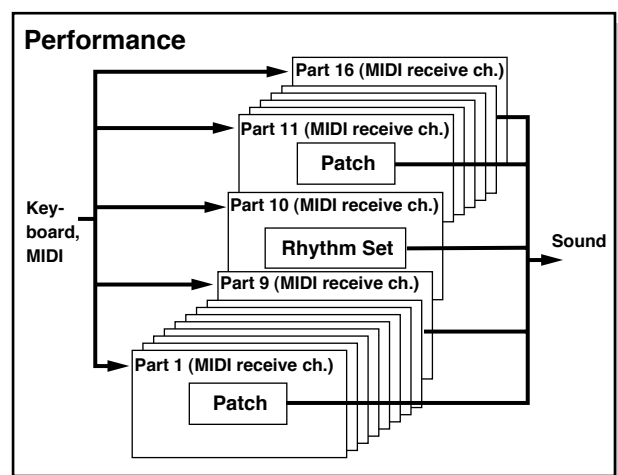 Performance
Part 16 (MIDI receive ch.)
Part 11 (MIDI receive ch.)
Patch
Part 10 (MIDI receive ch.)
Rhythm Set
Key-
board,
MIDI
Sound
Part 9 (MIDI receive ch.)
Part 1 (MIDI receive ch.)
Patch